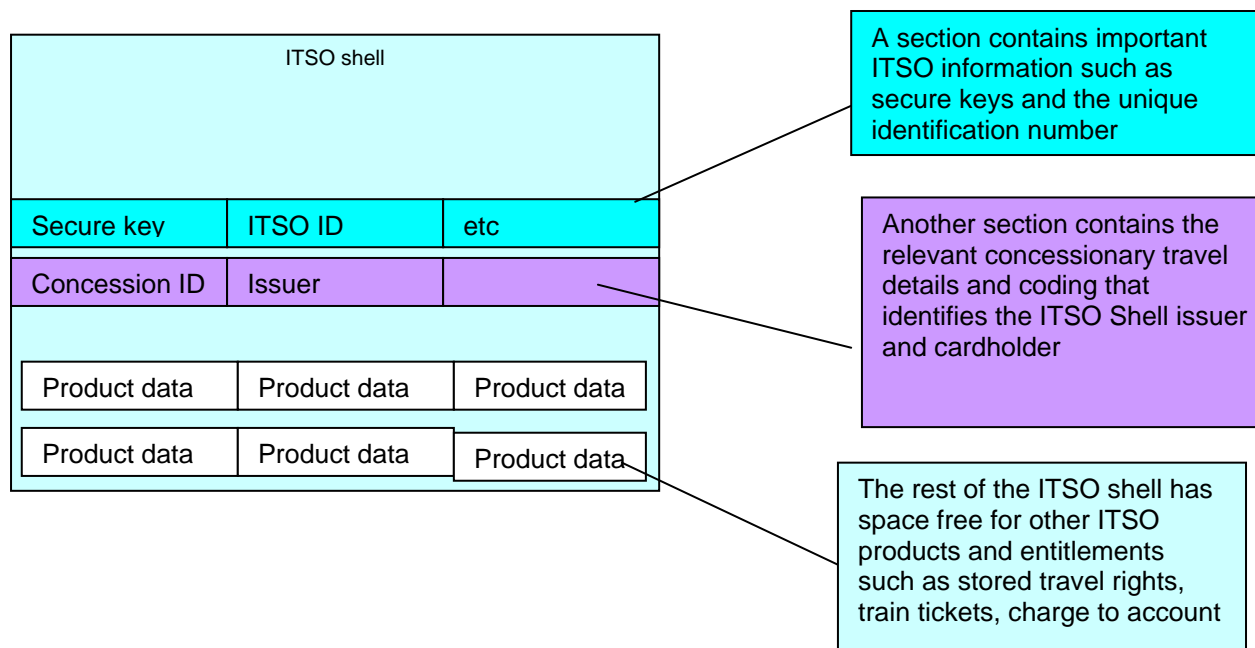 ITSO shell
Secure key
ITSO ID
etc
Concession ID
Issuer
Product data
Product data
Product data
Product data
Product data
Product data
A section contains important
ITSO information such as
secure keys and the unique
identification number
Another section contains the
relevant concessionary travel
details and coding that
identifies the ITSO Shell issuer
and cardholder
The rest of the ITSO shell has
space free for other ITSO
products and entitlements
such as stored travel rights,
train tickets, charge to account